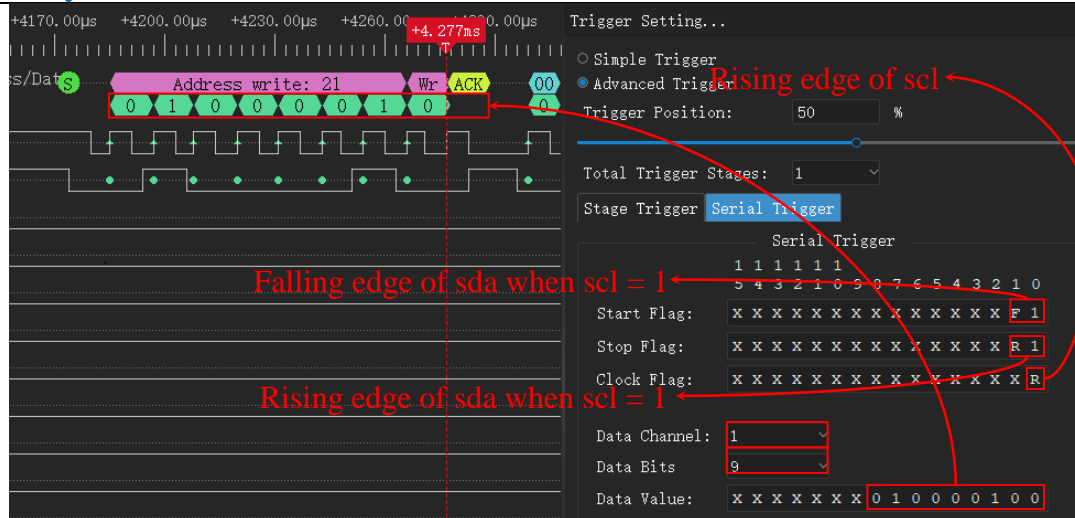 +4170.00μs +4200.00μs +4230.00μs +4260.00 0.00μs
+4.277ms
T
ss/Dat S Address write: 21 Wr ACK 00
0 1 0 0 0 0 1 0 0
Trigger Setting...
Simple Trigger
Advanced Trigger
Rising edge of scl
Trigger Position: 50 %
Total Trigger Stages: 1
Stage Trigger Serial Trigger
Serial Trigger
1 1 1 1 1 1
5 4 3 2 1 0 9 8 7 6 5 4 3 2 1 0
Falling edge of sda when scl = 1
Start Flag: X X X X X X X X X X X X X X F 1
Stop Flag: X X X X X X X X X X X X X X R 1
Clock Flag: X X X X X X X X X X X X X X X R
Rising edge of sda when scl = 1
Data Channel: 1
Data Bits 9
Data Value: X X X X X X X 0 1 0 0 0 0 1 0 0